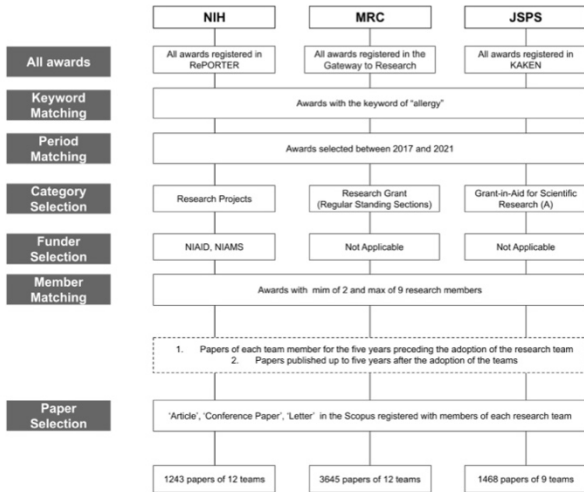 NIH
MRC
JSPS
All awards
All awards registered in
RePORTER
All awards registered in the
Gateway to Research
All awards registered in
KAKEN
Keyword
Matching
Awards with the keyword of "allergy"
Period
Matching
Awards selected between 2017 and 2021
Category
Selection
Research Projects
Research Grant
(Regular Standing Sections)
Grant-in-Aid for Scientific
Research (A)
Funder
Selection
NIAID, NIAMS
Not Applicable
Not Applicable
Member
Matching
Awards with mim of 2 and max of 9 research members
1. Papers of each team member for the five years preceding the adoption of the research team
2. Papers published up to five years after the adoption of the teams
Paper
Selection
'Article', 'Conference Paper', 'Letter' in the Scopus registered with members of each research team
1243 papers of 12 teams
3645 papers of 12 teams
1468 papers of 9 teams